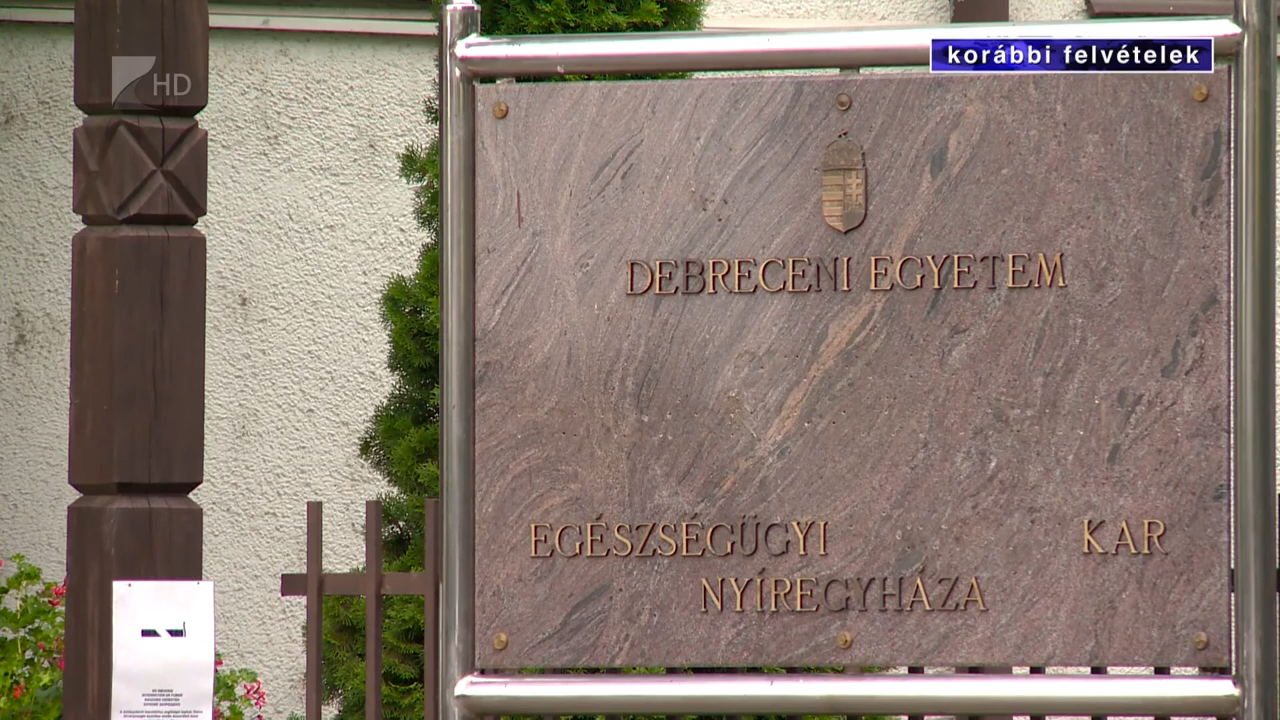 HD
korábbi felvételek
DEBRECENI EGYETEM
EGÉSZSÉGÜGYI KAR
NYÍREGYHÁZA